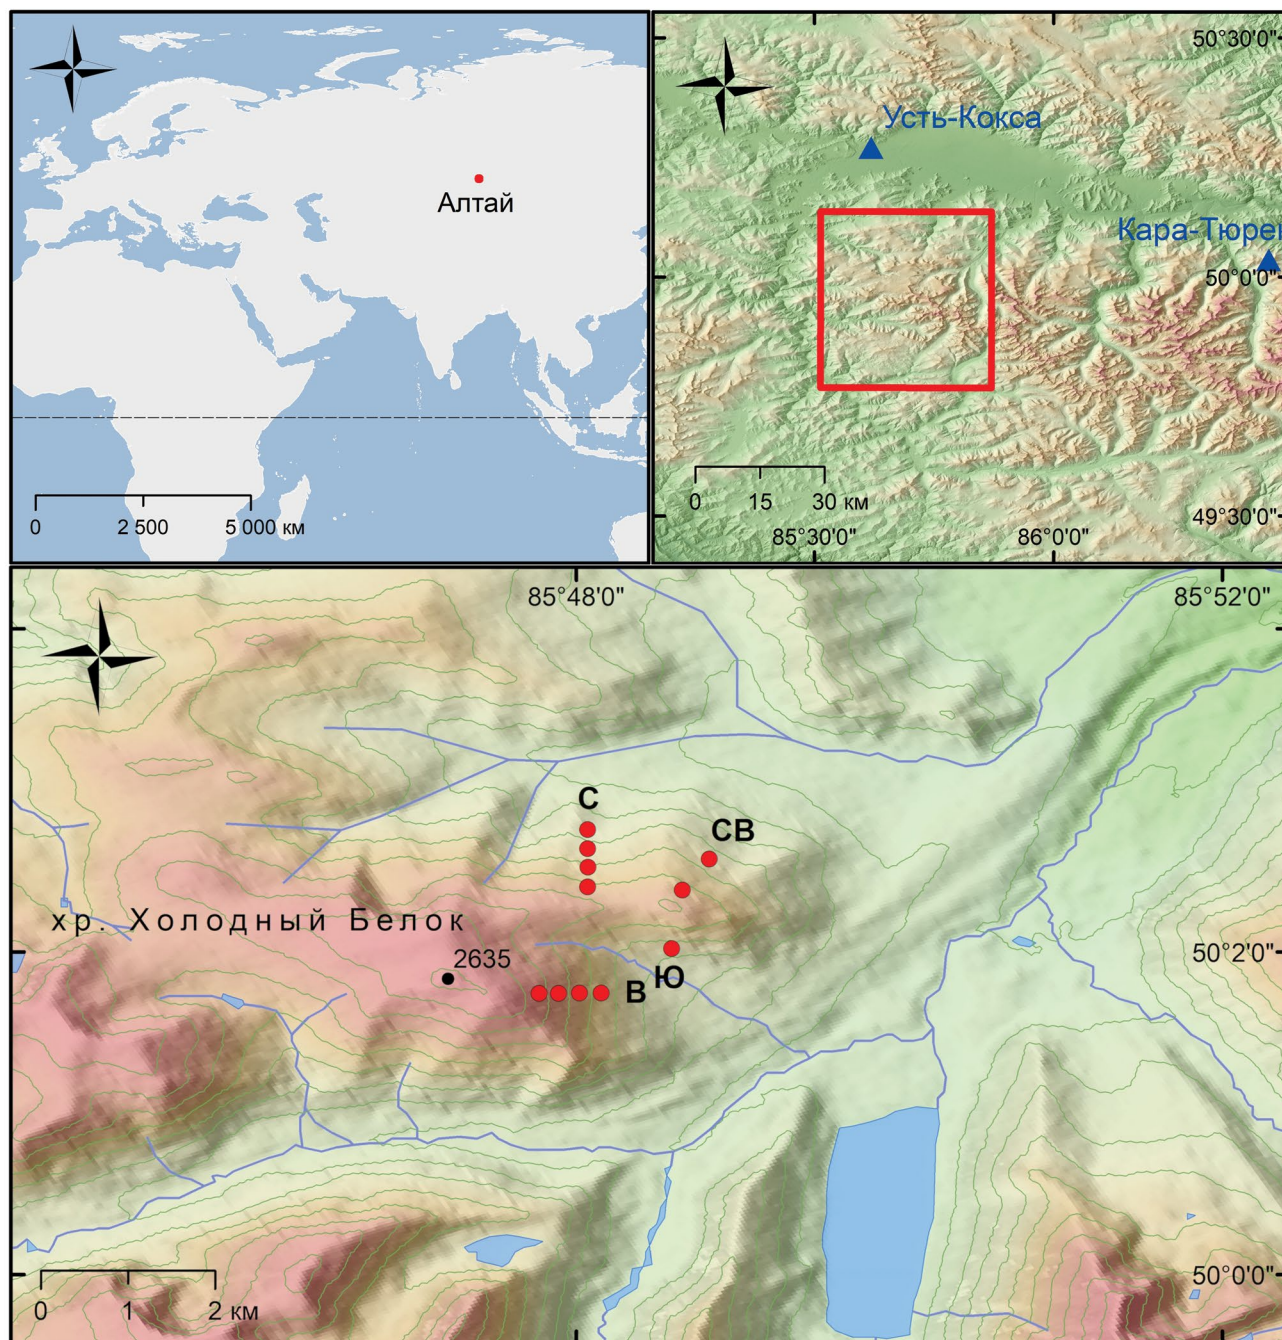 Алтай
0 2 500 5 000 км
50°30'0"
Усть-Кокса
Кара-Тюрек
50°0'0"
0 15 30 км
49°30'0"
85°30'0" 86°0'0"
85°48'0" 85°52'0"
С
СВ
хр. Холодный Белок
2635
50°2'0"
Ю
В
50°0'0"
0 1 2 км